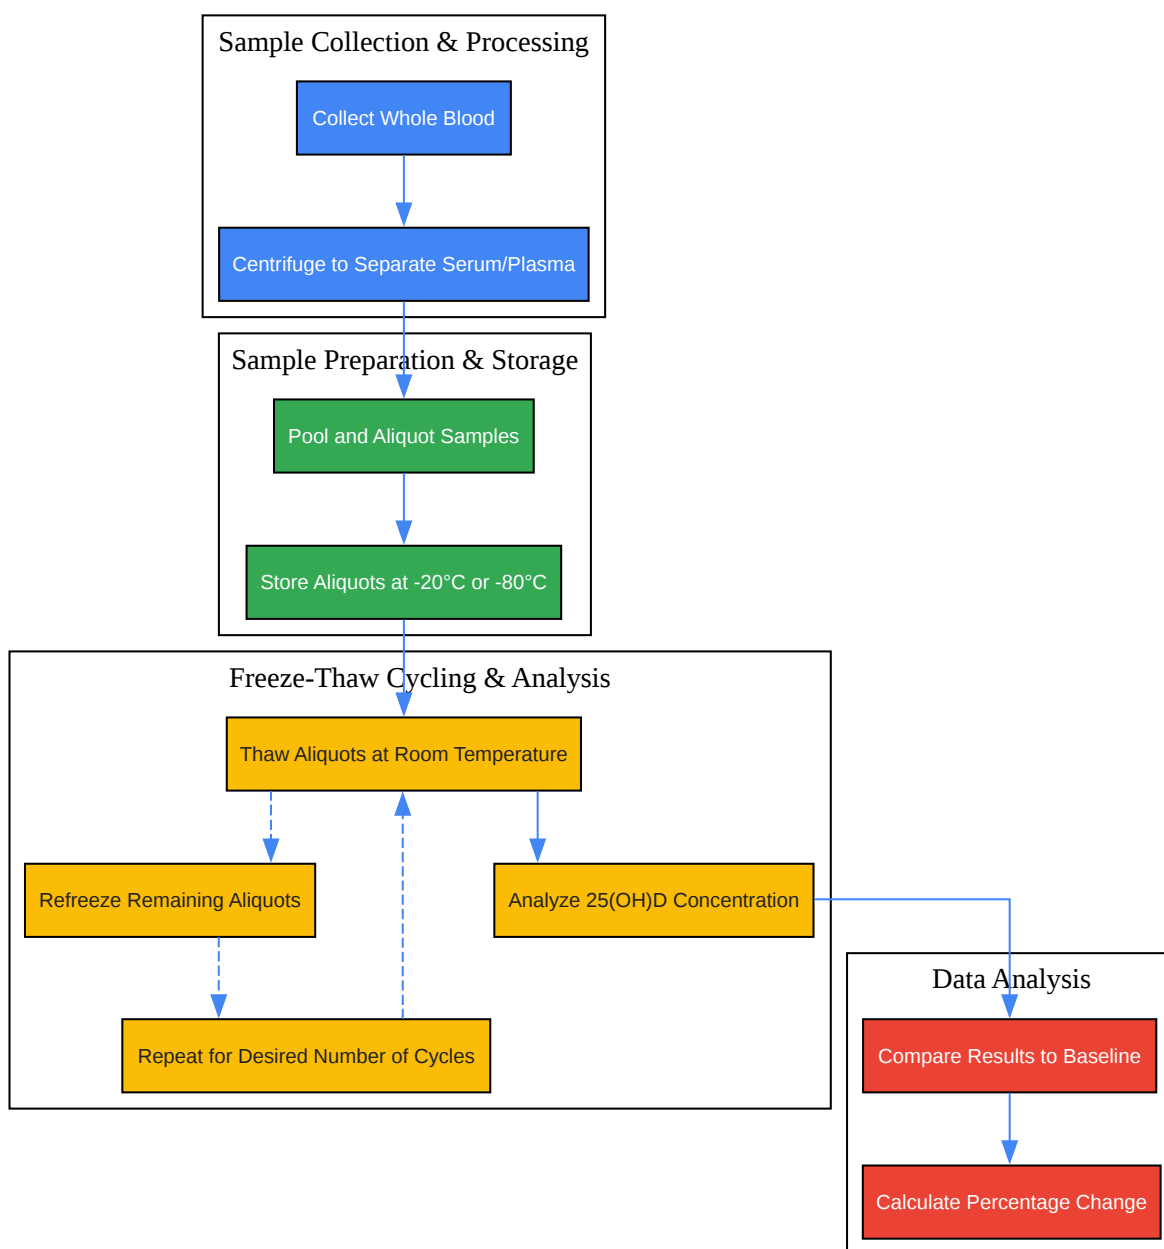 Sample Collection & Processing
Collect Whole Blood
Centrifuge to Separate Serum/Plasma
Sample Preparation & Storage
Pool and Aliquot Samples
Store Aliquots at -20°C or -80°C
Freeze-Thaw Cycling & Analysis
Thaw Aliquots at Room Temperature
Refreeze Remaining Aliquots
Analyze 25(OH)D Concentration
Repeat for Desired Number of Cycles
Data Analysis
Compare Results to Baseline
Calculate Percentage Change